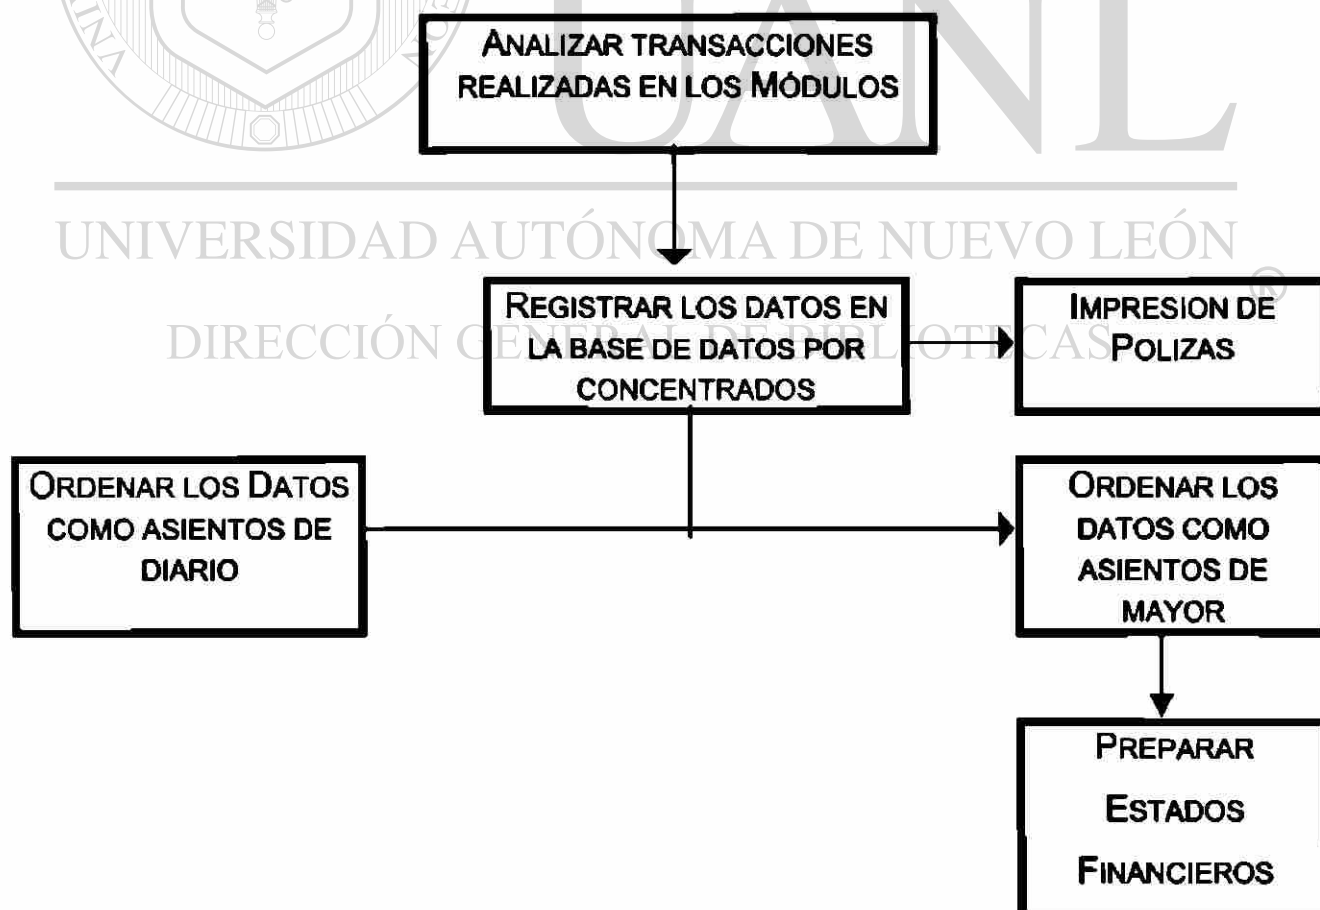 ANALIZAR TRANSACCIONES
REALIZADAS EN LOS MÓDULOS
UANL
UNIVERSIDAD AUTÓNOMA DE NUEVO LEÓN
®
DIRECCIÓN GENERAL DE BIBLIOTECAS
REGISTRAR LOS DATOS EN
LA BASE DE DATOS POR
CONCENTRADOS
IMPRESION DE
POLIZAS
ORDENAR LOS DATOS
COMO ASIENTOS DE
DIARIO
ORDENAR LOS
DATOS COMO
ASIENTOS DE
MAYOR
PREPARAR
ESTADOS
FINANCIEROS